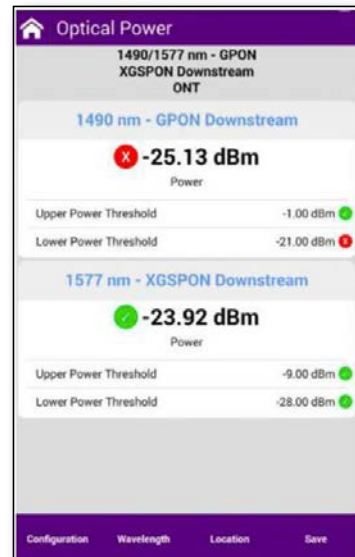 Optical Power
1490/1577 nm - GPON
XGSPON Downstream
ONT
1490 nm - GPON Downstream
X -25.13 dBm
Power
Upper Power Threshold -1.00 dBm
Lower Power Threshold -21.00 dBm X
1577 nm - XGSPON Downstream
-23.92 dBm
Power
Upper Power Threshold -9.00 dBm
Lower Power Threshold -28.00 dBm
Configuration Wavelength Location Save